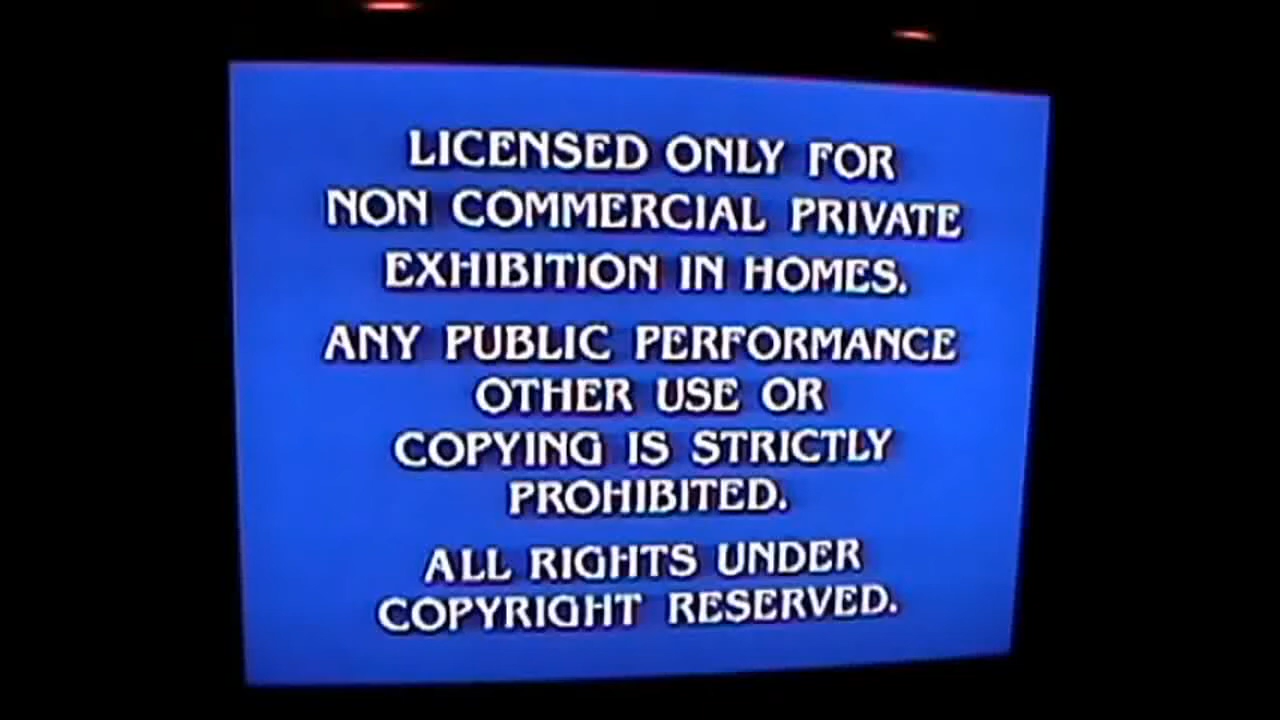 LICENSED ONLY FOR
NON COMMERCIAL PRIVATE
EXHIBITION IN HOMES.
ANY PUBLIC PERFORMANCE
OTHER USE OR
COPYING IS STRICTLY
PROHIBITED.
ALL RIGHTS UNDER
COPYRIGHT RESERVED.